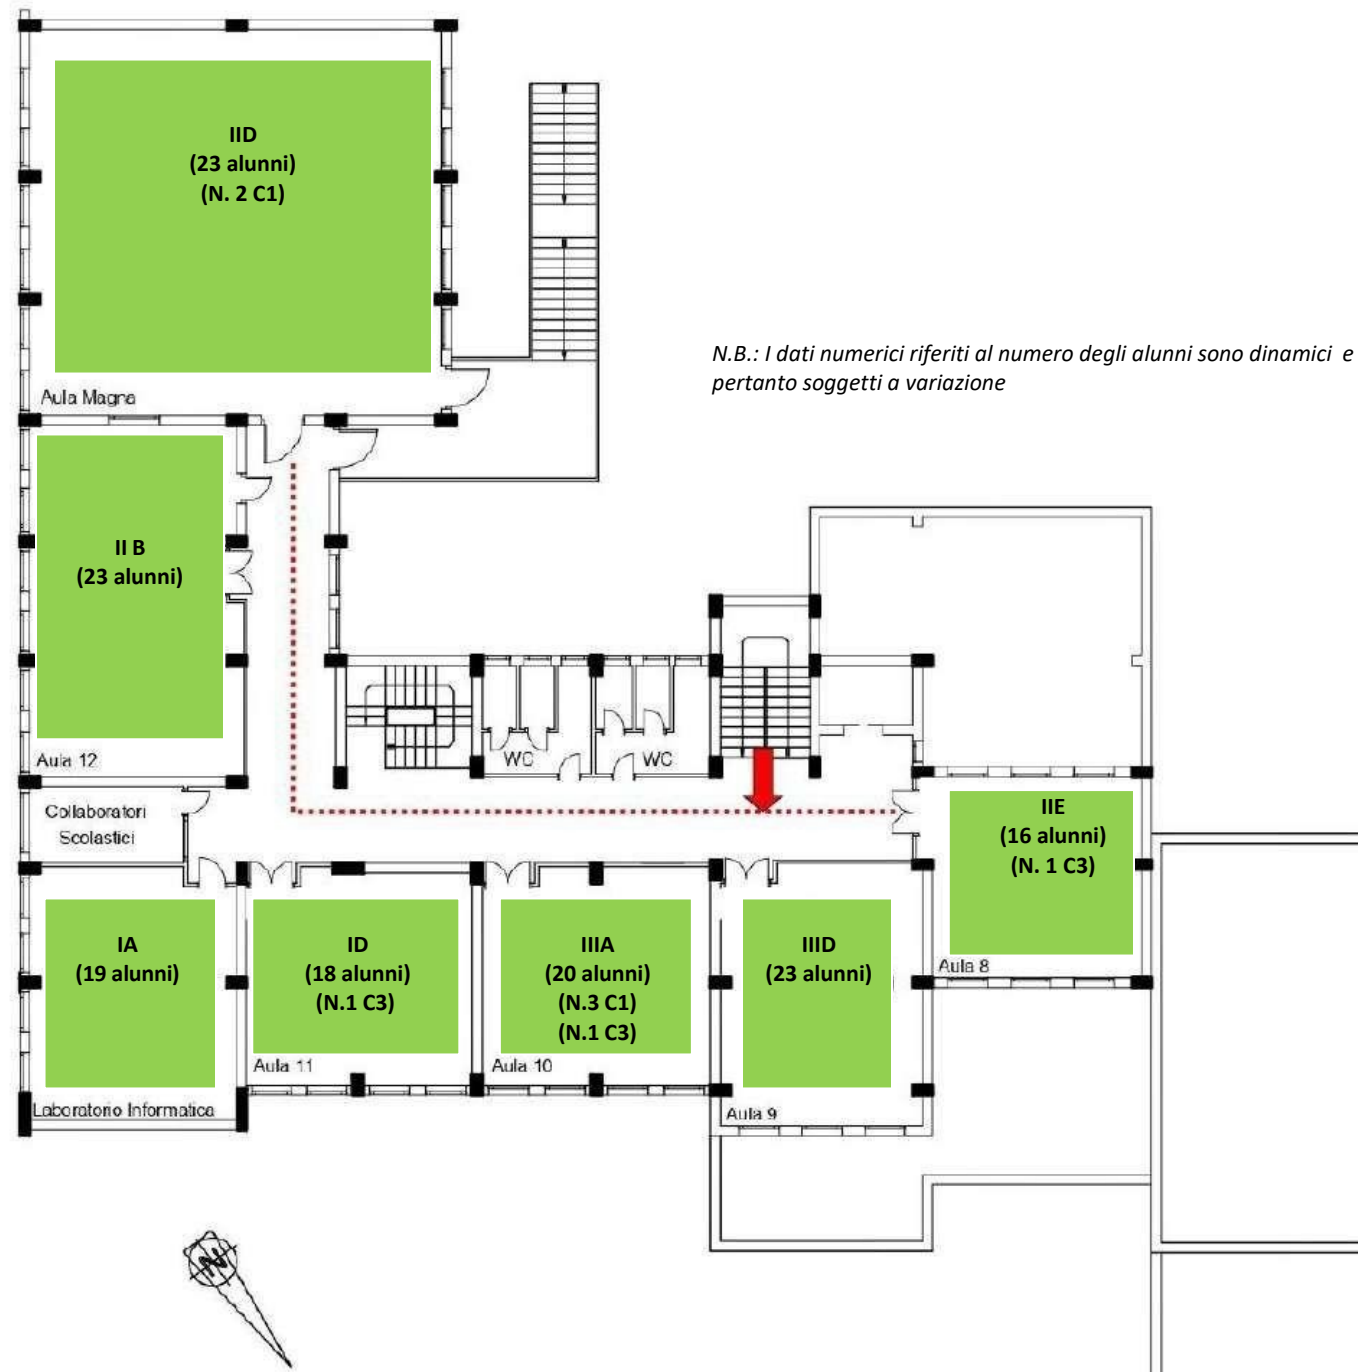 IID
(23 alunni)
(N. 2 C1)
Aula Magna
N.B.: I dati numerici riferiti al numero degli alunni sono dinamici e
pertanto soggetti a variazione
II B
(23 alunni)
Aula 12
WC
WC
Collaboratori
Scolastici
IIE
(16 alunni)
(N. 1 C3)
Aula 8
IA
(19 alunni)
Laboratorio Informatica
ID
(18 alunni)
(N.1 C3)
Aula 11
IIIA
(20 alunni)
(N.3 C1)
(N.1 C3)
Aula 10
IIID
(23 alunni)
Aula 9
N